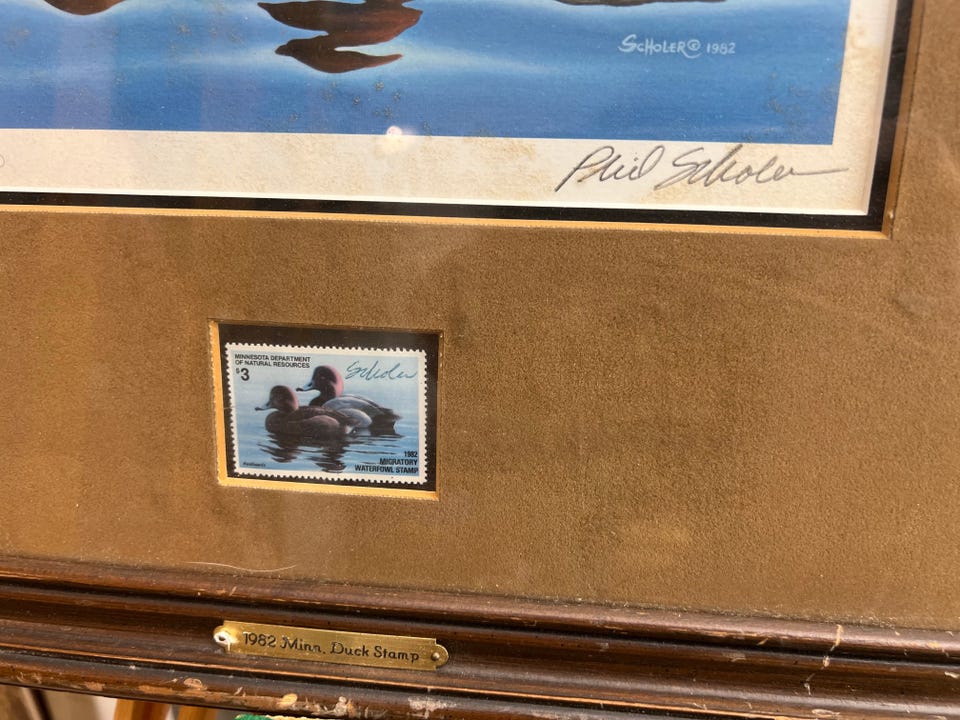 SCHOLER © 1982
Phil Scholer
MINNESOTA DEPARTMENT
OF NATURAL RESOURCES
$3
Scholer
1982
MIGRATORY
WATERFOWL STAMP
1982 Minn. Duck Stamp